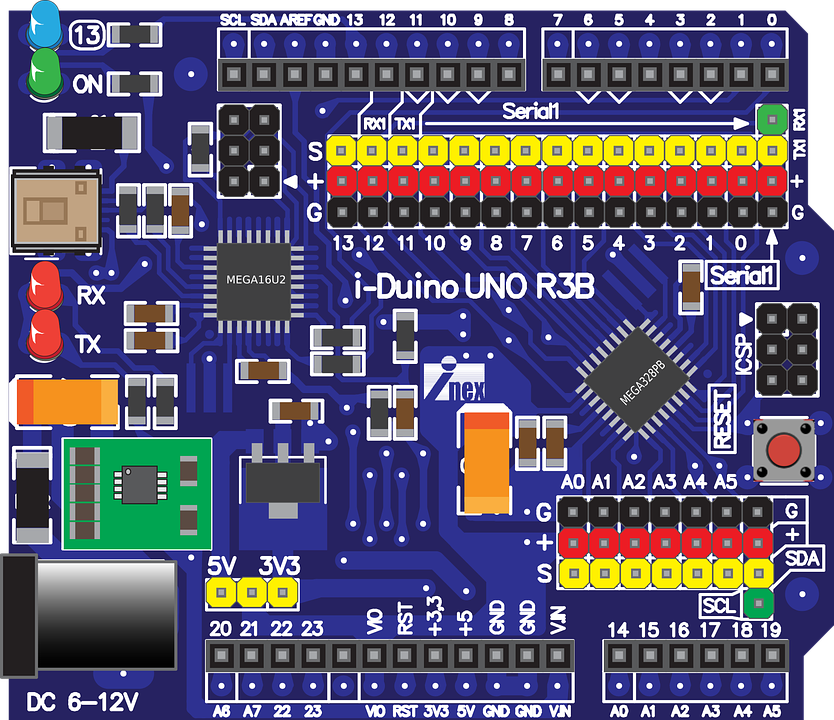 SCL SDA AREF GND 13 12 11 10 9 8 7 6 5 4 3 2 1 0
13
ON
Serial1
RX1 TX1
RX1
TX1
S
+ +
G G
13 12 11 10 9 8 7 6 5 4 3 2 1 0
Serial1
MEGA16U2
i-Duino UNO R3B
RX
TX
ICSP
MEGA328PB
inex
RESET
A0 A1 A2 A3 A4 A5
G G
+ +
S SDA
SCL
5V 3V3
20 21 22 23 VIO RST +3.3 +5 GND GND V.IN 14 15 16 17 18 19
DC 6-12V
A6 A7 22 23 VIO RST 3V3 5V GND GND V.IN A0 A1 A2 A3 A4 A5